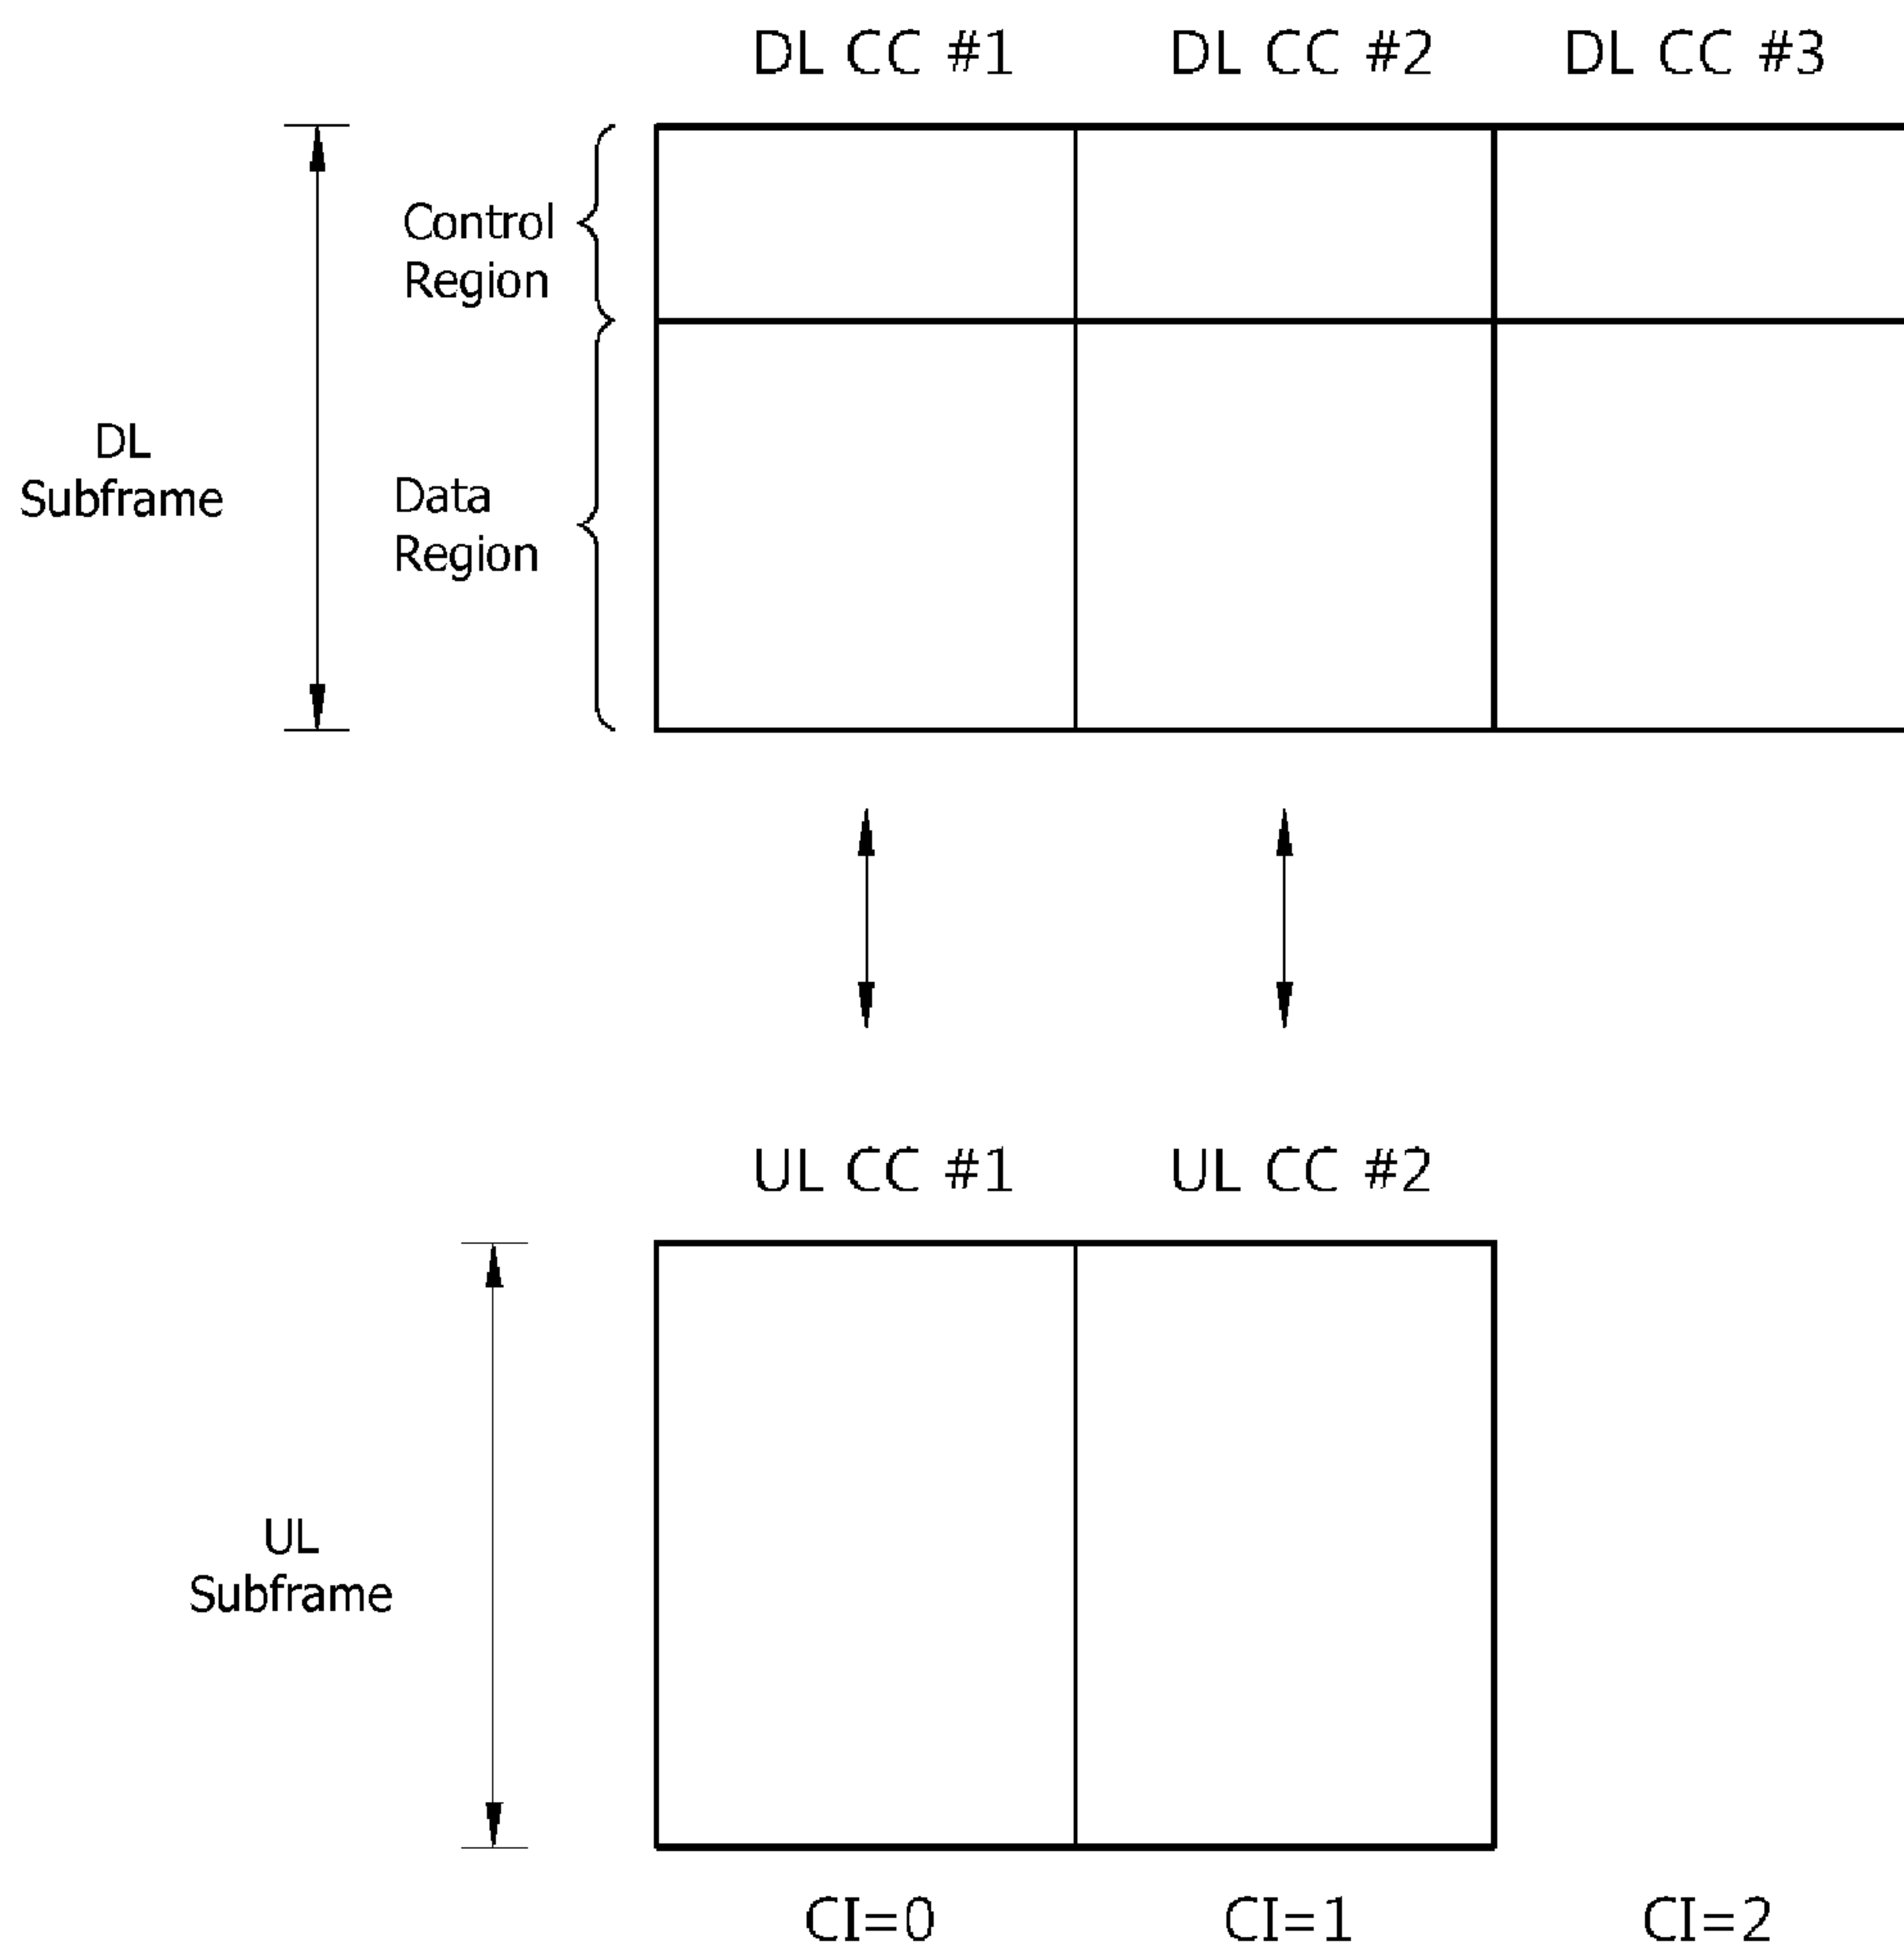 DL CC #1 DL CC #2 DL CC #3
Control
Region
DL
Subframe
Data
Region
UL CC #1 UL CC #2
UL
Subframe
CI=0 CI=1 CI=2